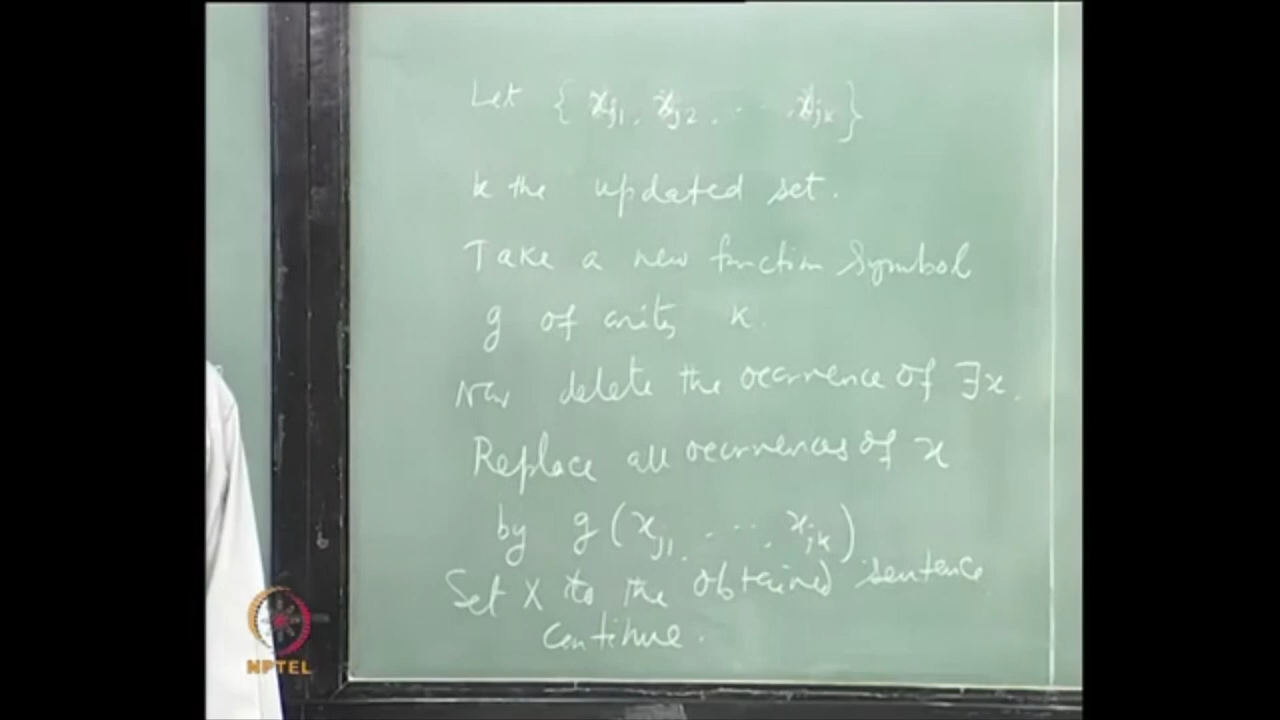 Let { x_j1, x_j2, ..., x_jk }
be the updated set.
Take a new function symbol
g of arity k.
Now delete the occurrence of ∃x.
Replace all occurrences of x
by g(x_j1, ..., x_jk)
Set X to the obtained sentence
continue.
NPTEL